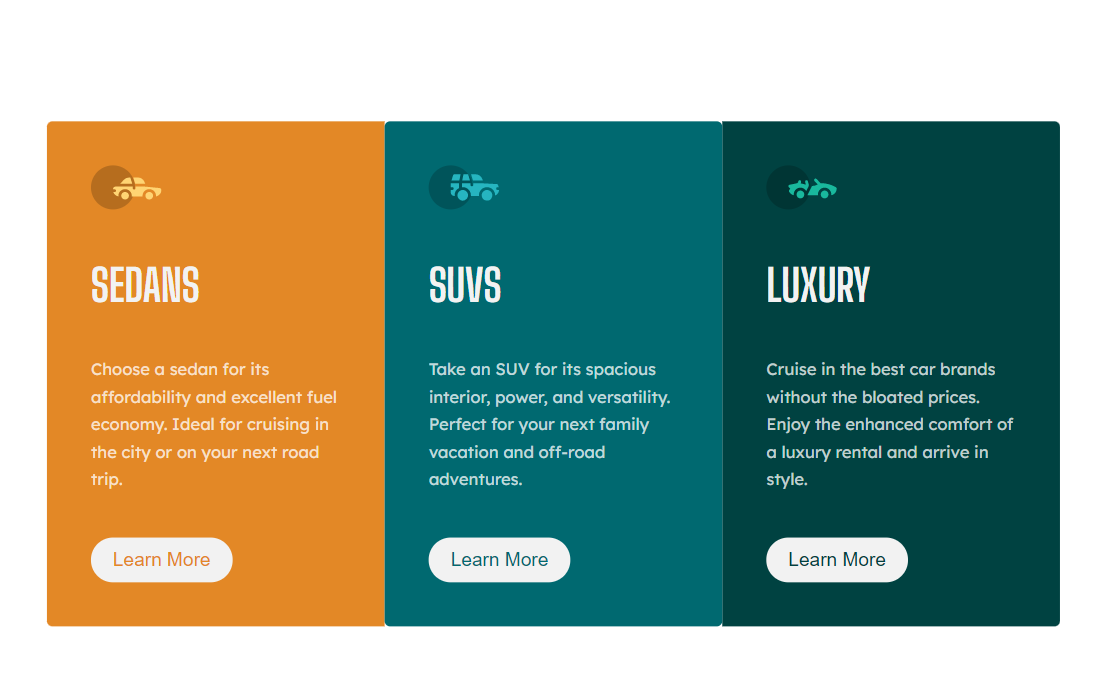 SEDANS
Choose a sedan for its
affordability and excellent fuel
economy. Ideal for cruising in
the city or on your next road
trip.
Learn More
SUVS
Take an SUV for its spacious
interior, power, and versatility.
Perfect for your next family
vacation and off-road
adventures.
Learn More
LUXURY
Cruise in the best car brands
without the bloated prices.
Enjoy the enhanced comfort of
a luxury rental and arrive in
style.
Learn More